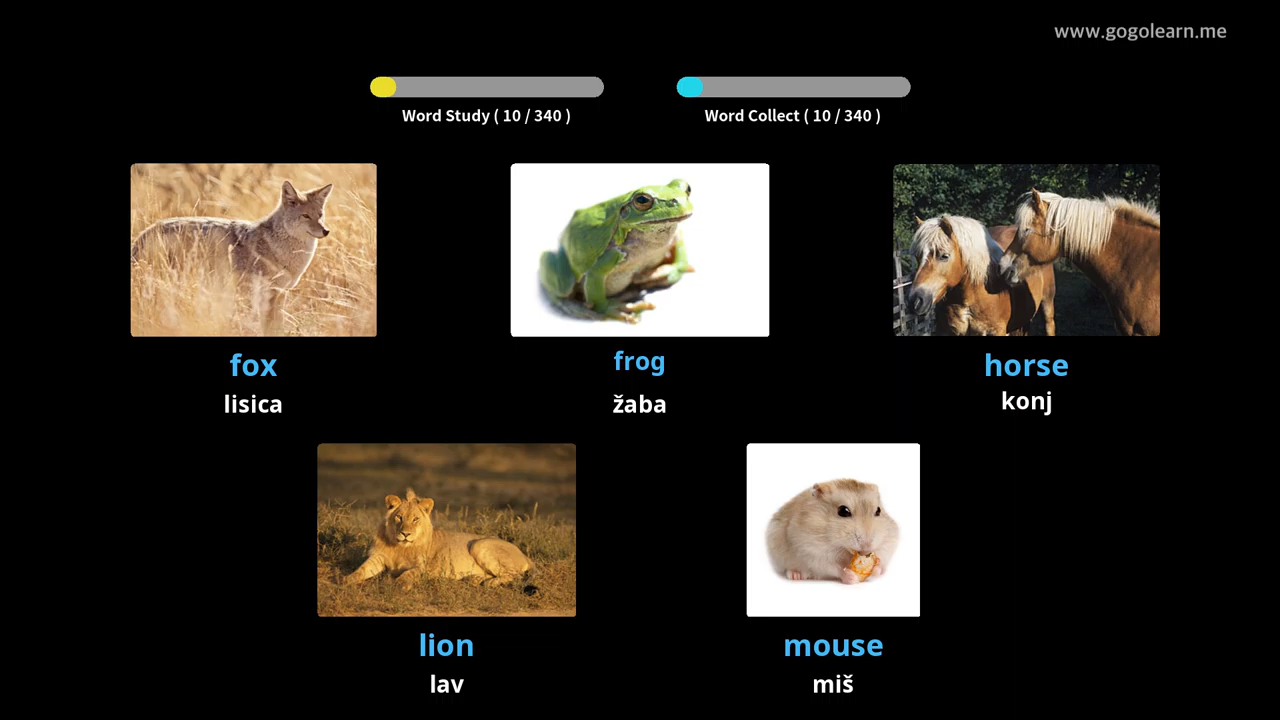 www.gogolearn.me
Word Study ( 10 / 340 )
Word Collect ( 10 / 340 )
fox
lisica
frog
žaba
horse
konj
lion
lav
mouse
miš